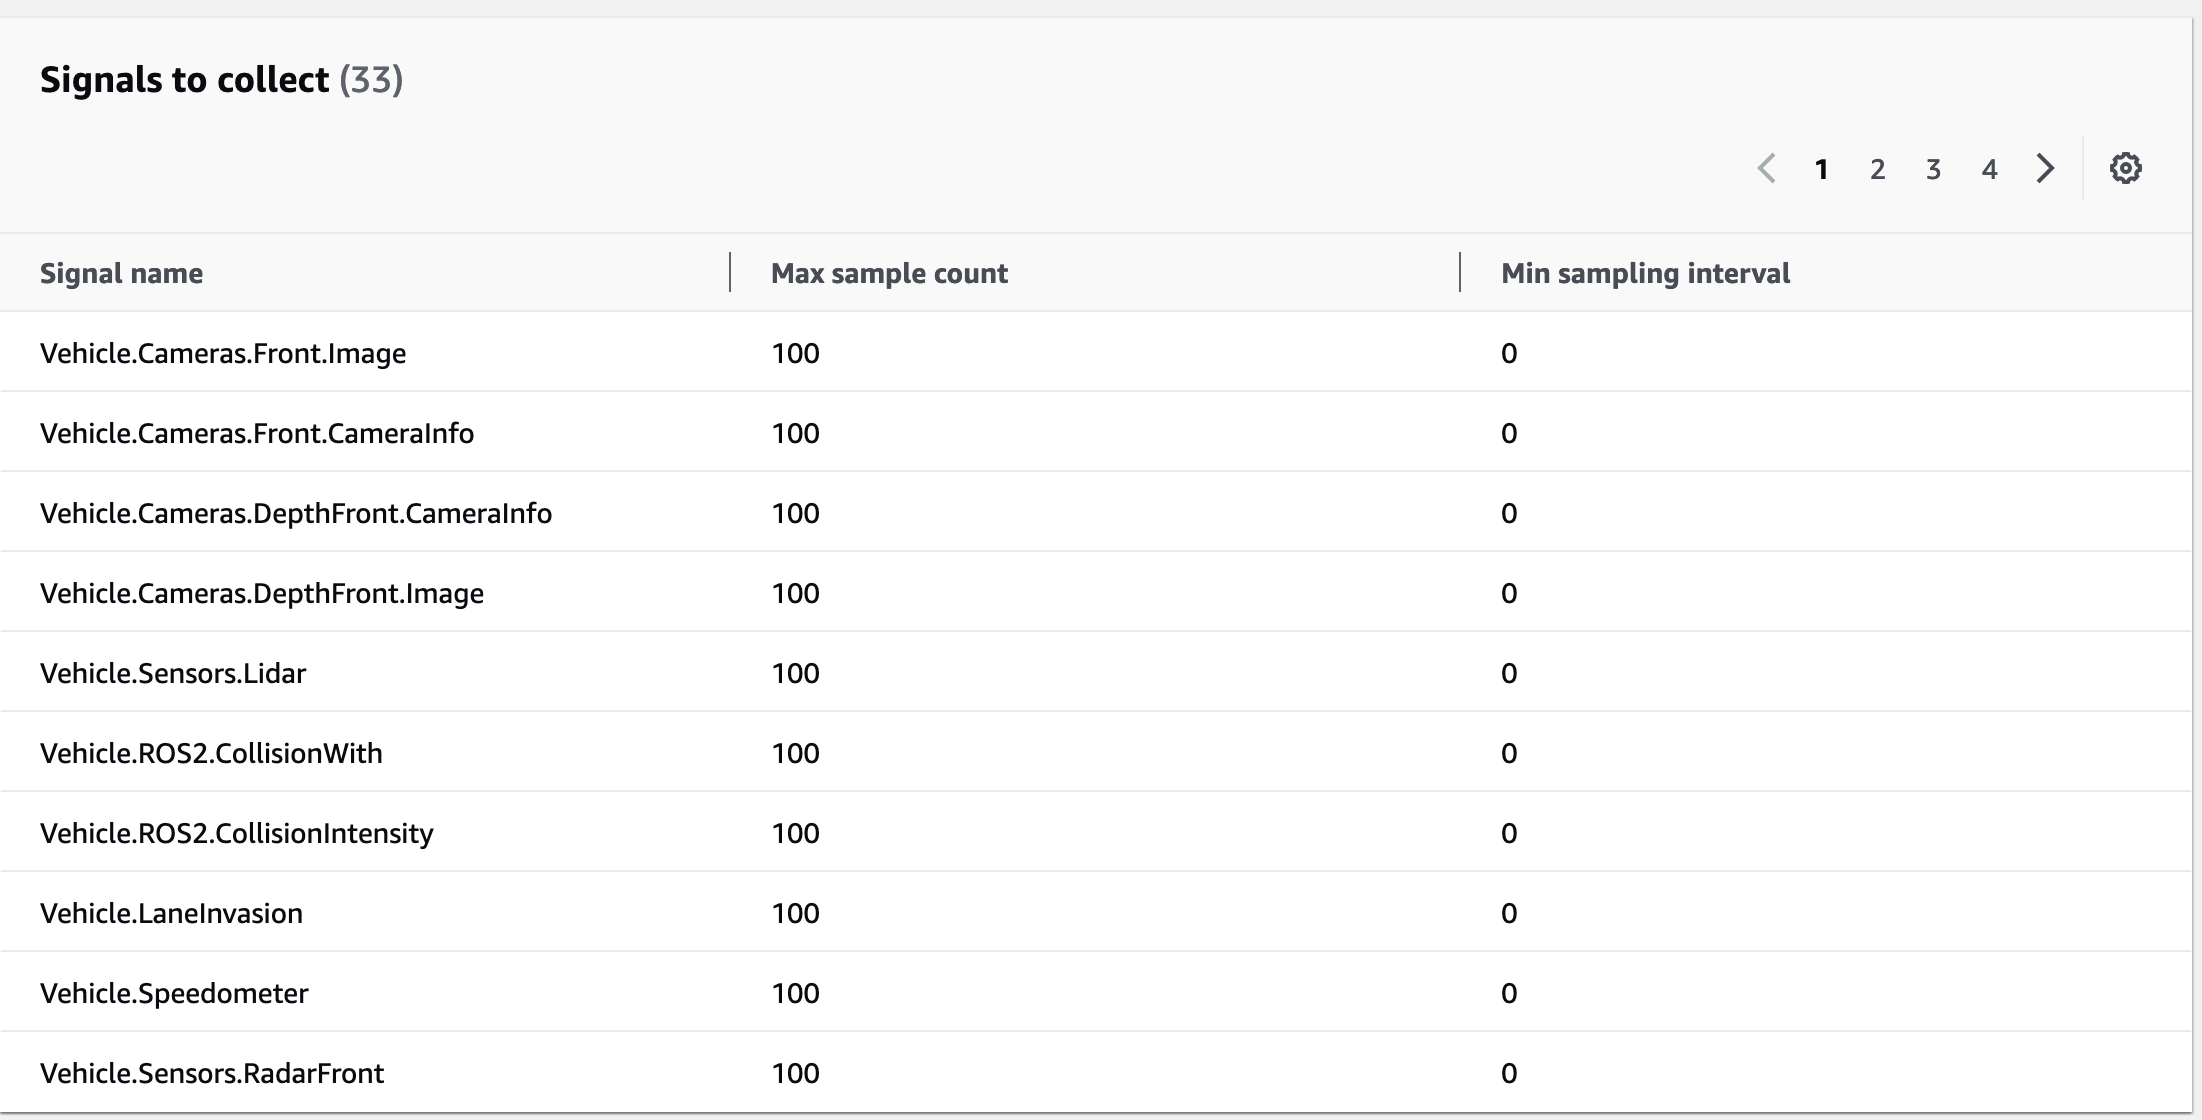 Signals to collect (33)
1 2 3 4
Signal name Max sample count Min sampling interval
Vehicle.Cameras.Front.Image 100 0
Vehicle.Cameras.Front.CameraInfo 100 0
Vehicle.Cameras.DepthFront.CameraInfo 100 0
Vehicle.Cameras.DepthFront.Image 100 0
Vehicle.Sensors.Lidar 100 0
Vehicle.ROS2.CollisionWith 100 0
Vehicle.ROS2.CollisionIntensity 100 0
Vehicle.LaneInvasion 100 0
Vehicle.Speedometer 100 0
Vehicle.Sensors.RadarFront 100 0